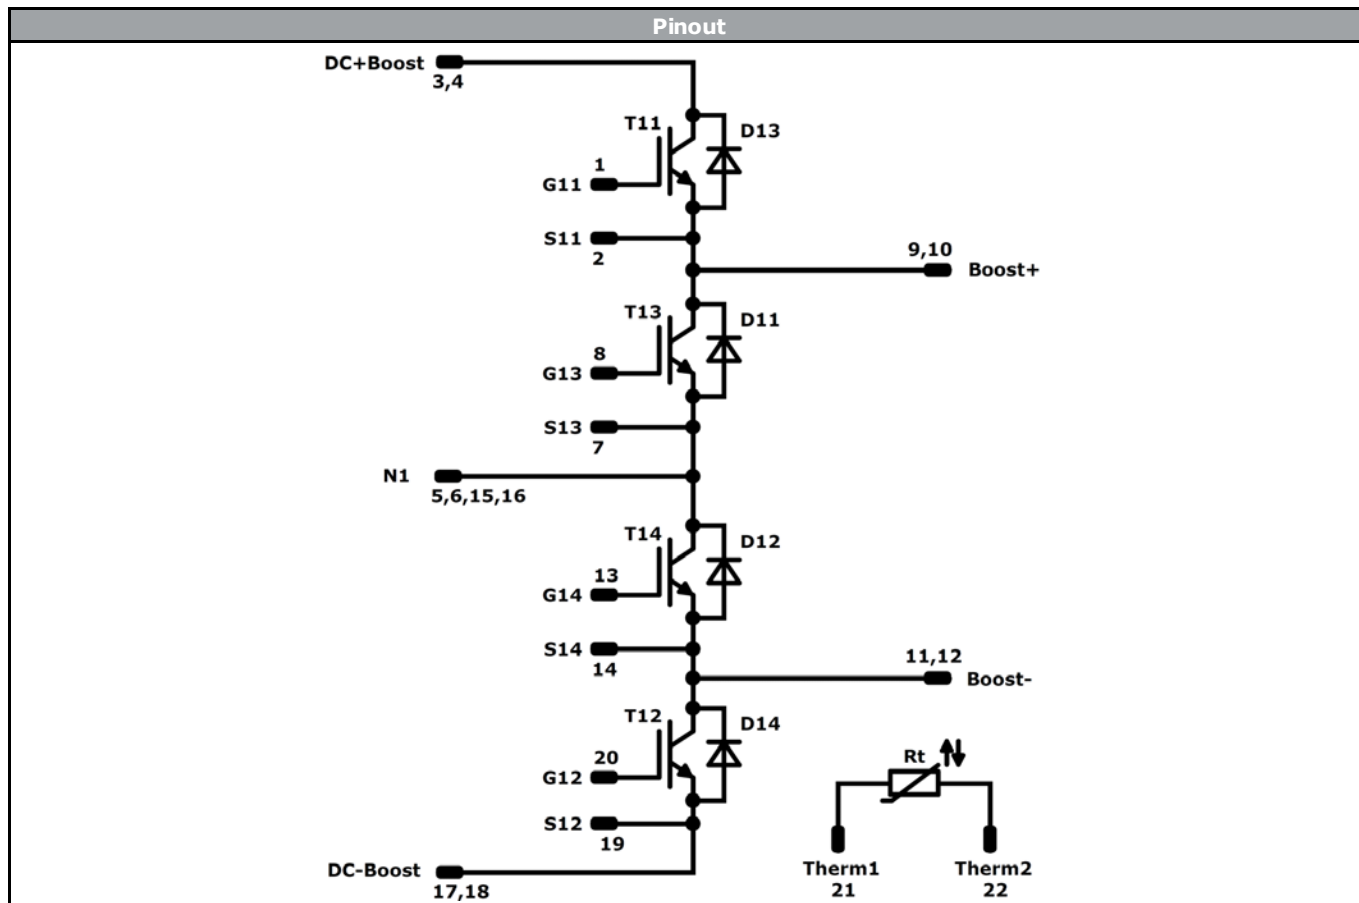 Pinout
DC+Boost
3,4
T11
D13
1
G11
S11
2
9,10
Boost+
T13
D11
8
G13
S13
7
N1
5,6,15,16
T14
D12
13
G14
S14
14
11,12
Boost-
T12
D14
20
G12
Rt
S12
19
DC-Boost
17,18
Therm1
21
Therm2
22